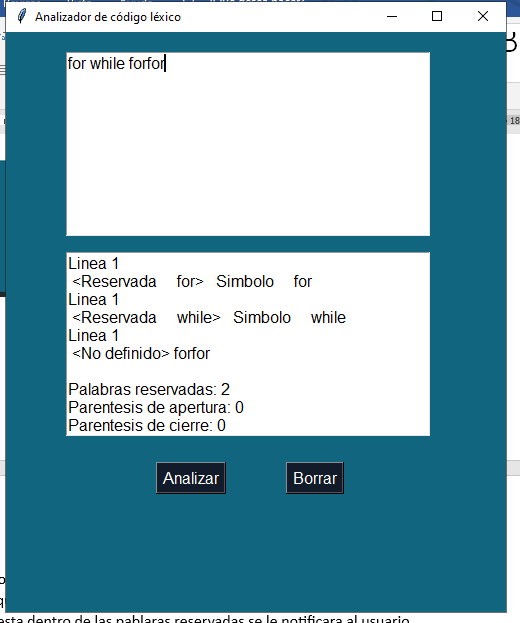 Analizador de código léxico
for while forfor
Linea 1
<Reservada for> Simbolo for
Linea 1
<Reservada while> Simbolo while
Linea 1
<No definido> forfor
Palabras reservadas: 2
Parentesis de apertura: 0
Parentesis de cierre: 0
Analizar Borrar
esta dentro de las pablaras reservadas se le notificara al usuario